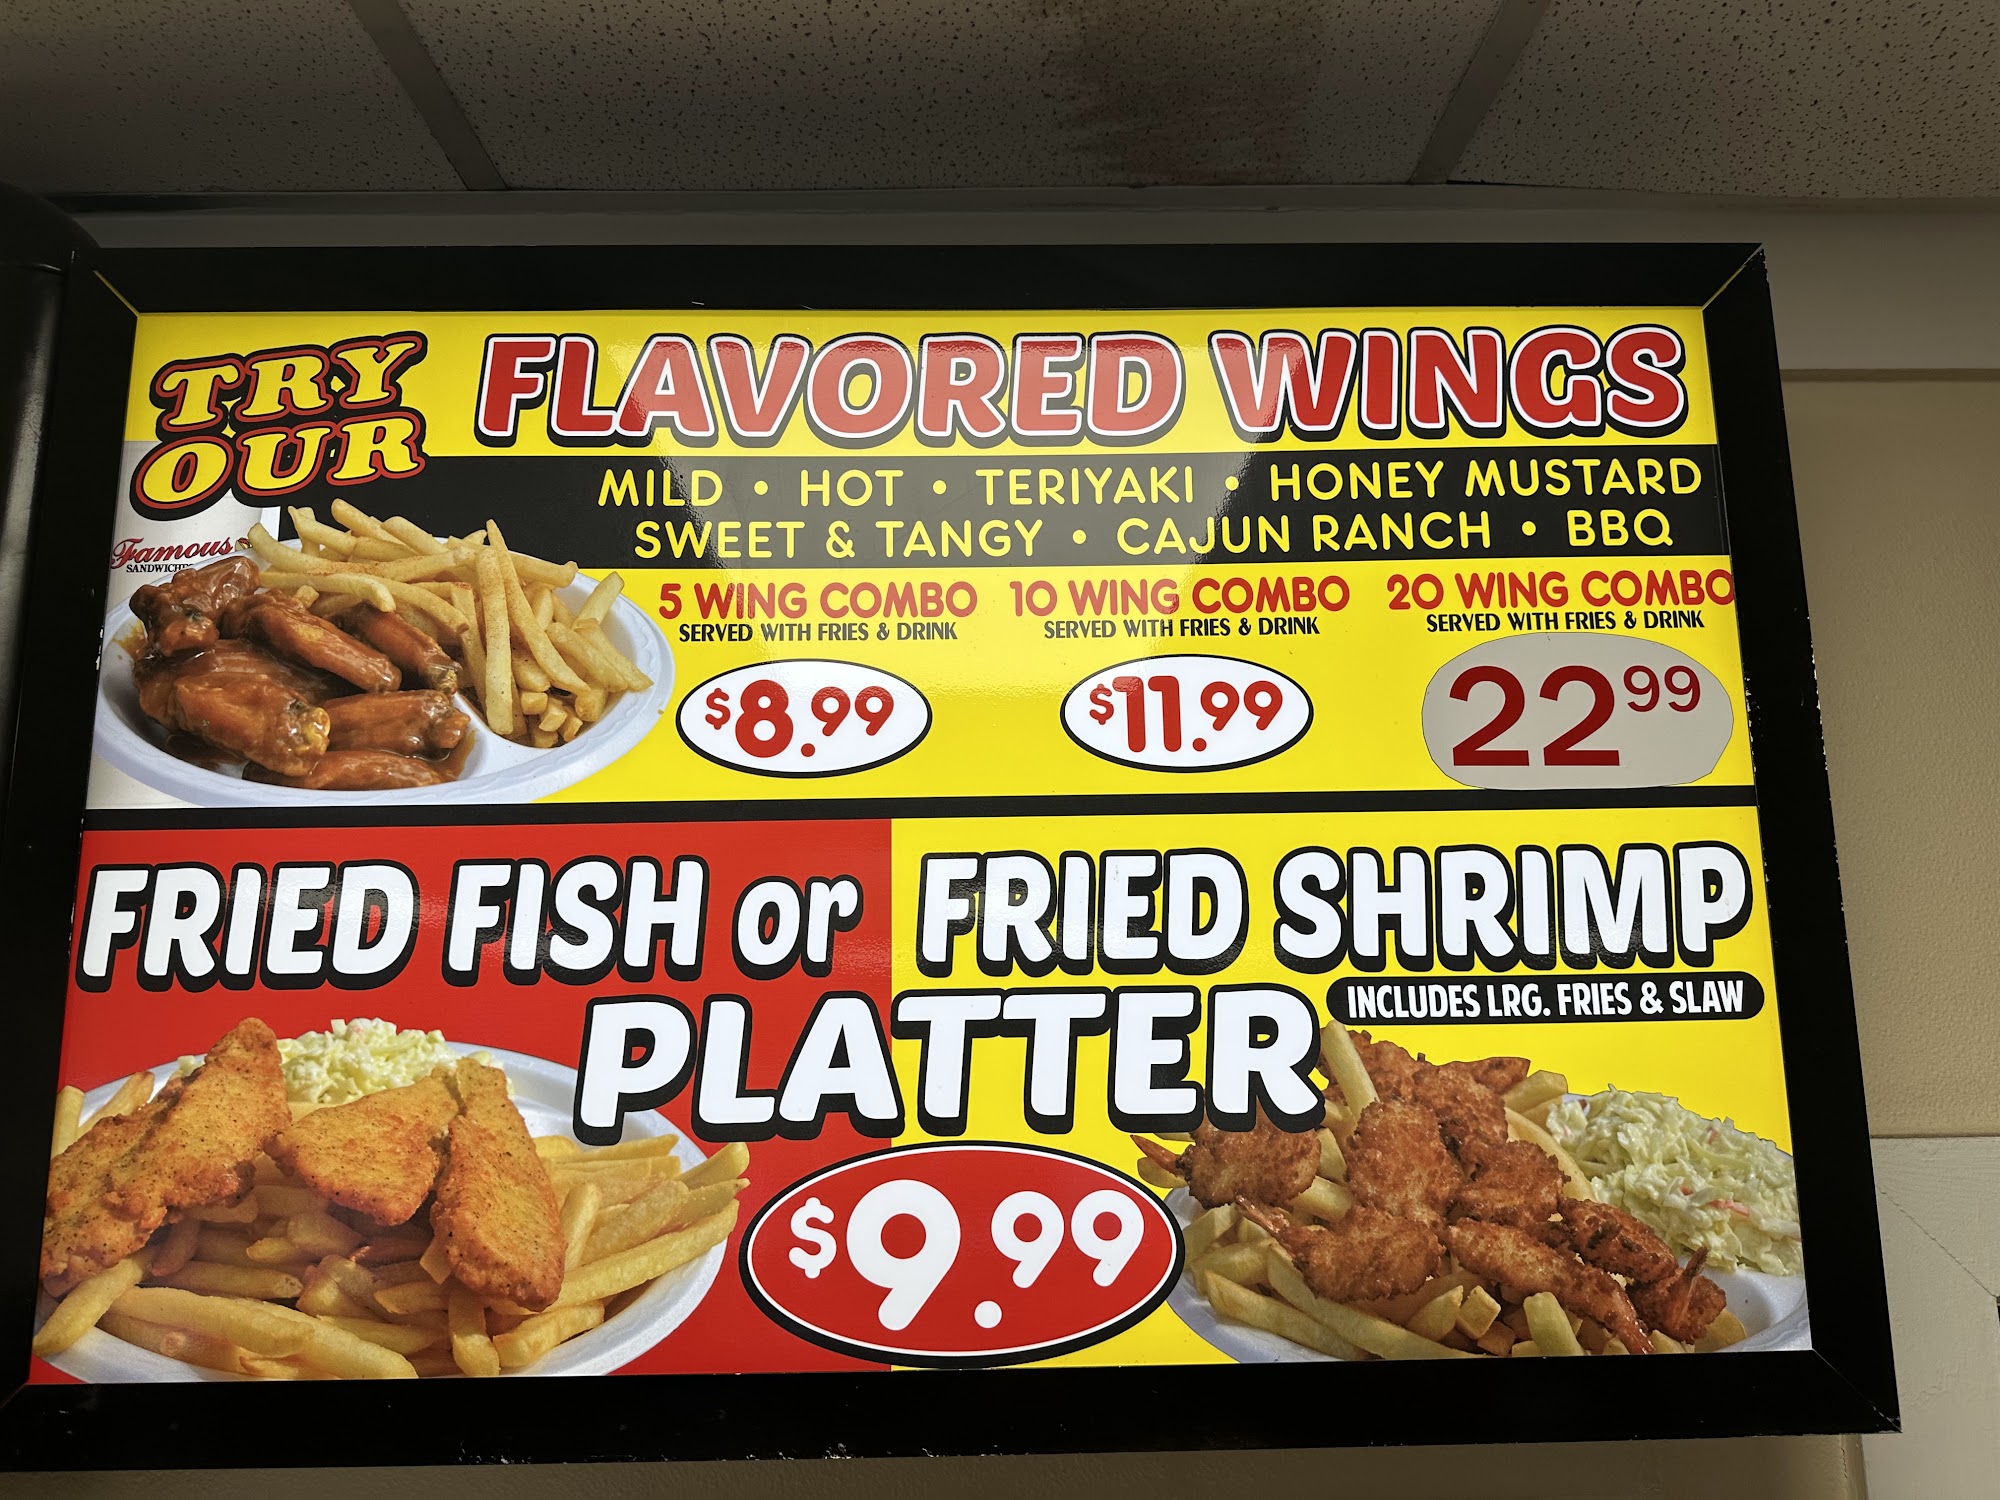 TRY OUR
FLAVORED WINGS
MILD • HOT • TERIYAKI • HONEY MUSTARD
SWEET & TANGY • CAJUN RANCH • BBQ
Famous
SANDWICHES
5 WING COMBO
SERVED WITH FRIES & DRINK
$8.99
10 WING COMBO
SERVED WITH FRIES & DRINK
$11.99
20 WING COMBO
SERVED WITH FRIES & DRINK
22 99
FRIED FISH or FRIED SHRIMP
PLATTER
INCLUDES LRG. FRIES & SLAW
$9.99